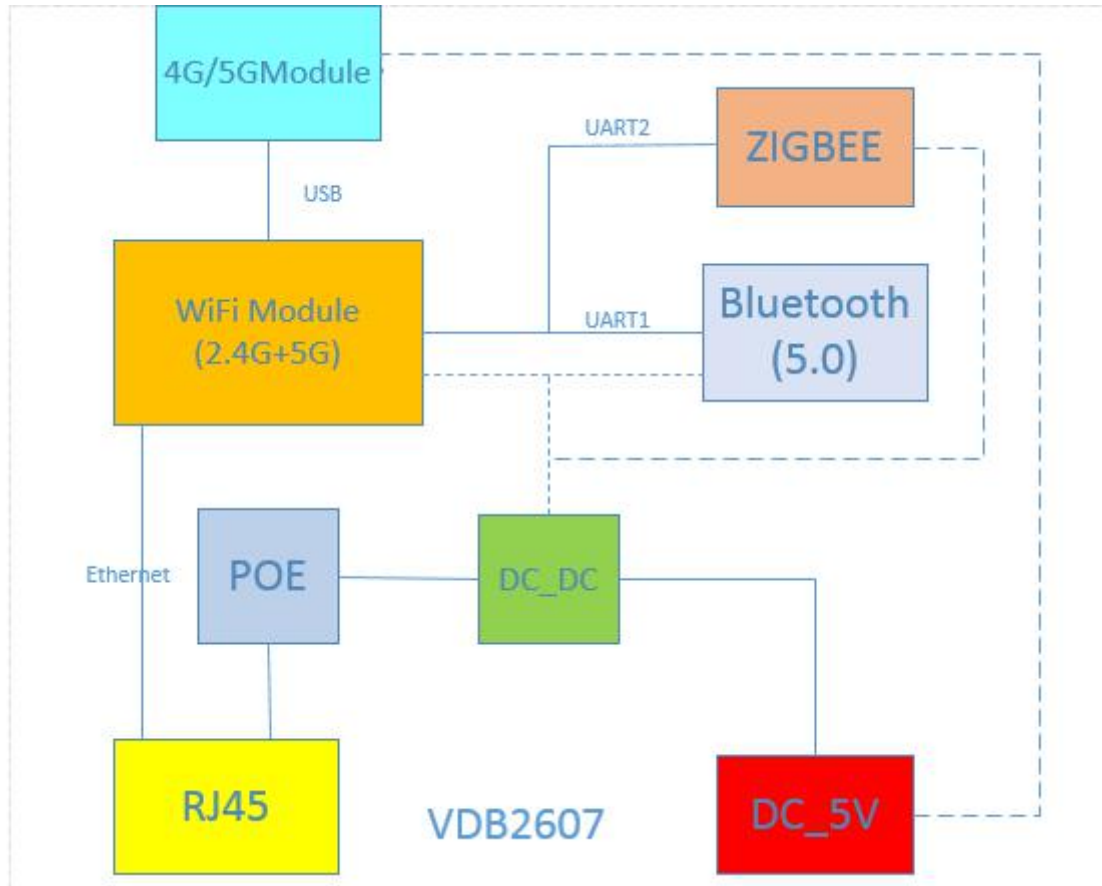 4G/5GModule
USB
UART2
ZIGBEE
WiFi Module
(2.4G+5G)
UART1
Bluetooth
(5.0)
Ethernet
POE
DC_DC
RJ45
VDB2607
DC_5V